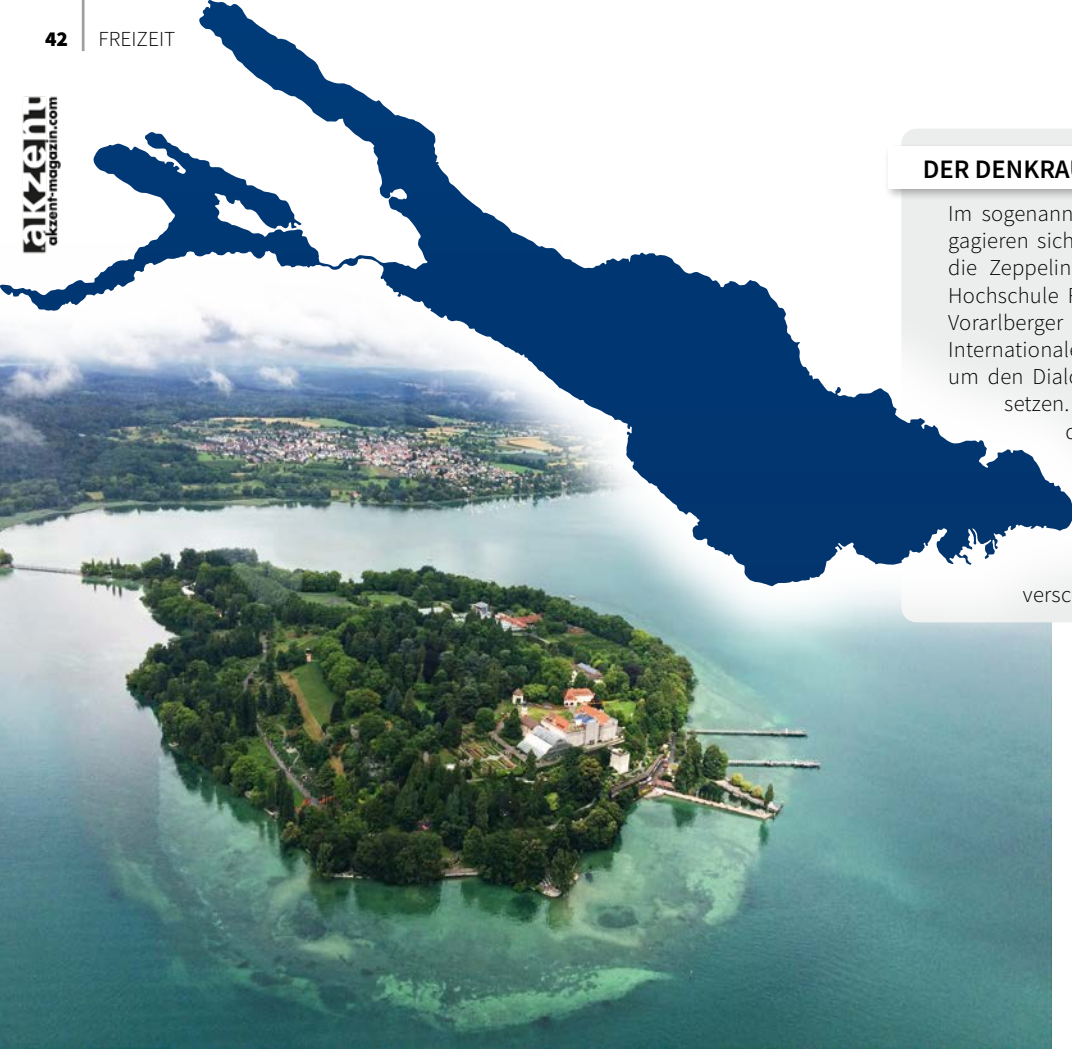 42 FREIZEIT
akzent
akzent-magazin.com
DER DENKRAU
Im sogenann
gagieren sich
die Zeppelin
Hochschule
Vorarlberger
Internationale
um den Dialo
setzen.
versc